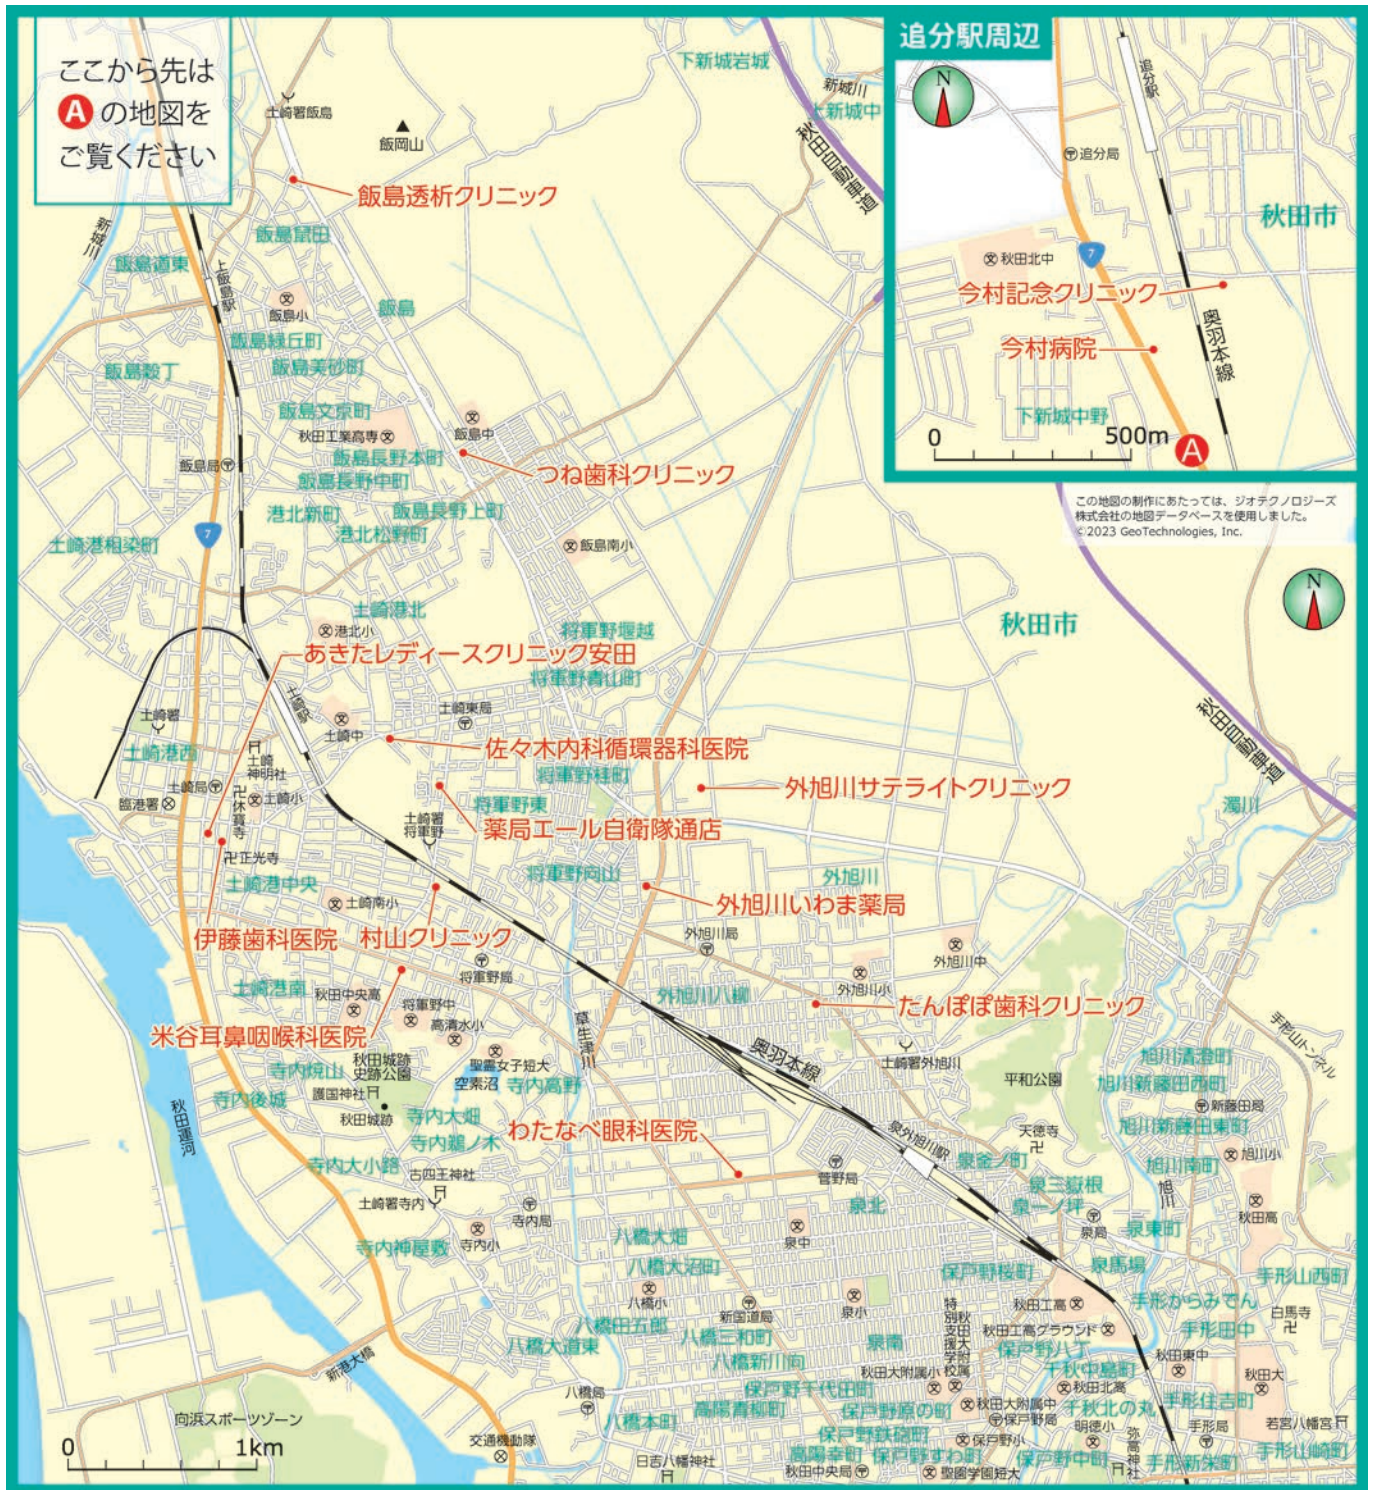 ここから先は
A の地図を
ご覧ください
追分駅周辺
N
追分駅
追分局
秋田市
秋田北中
7
今村記念クリニック
今村病院
奥羽本線
下新城中野
0 500m
A
この地図の制作にあたっては、ジオテクノロジーズ
株式会社の地図データベースを使用しました。
©2023 GeoTechnologies, Inc.
N
下新城岩城
新城川
上新城中
秋田自動車道
土崎署飯島
飯岡山
飯島透析クリニック
新城川
飯島鼠田
飯島道東
上飯島駅
飯島小
飯島
飯島緑丘町
飯島穀丁
飯島美砂町
飯島文京町
秋田工業高専
飯島中
飯島長野本町
飯島局
つね歯科クリニック
飯島長野中町
港北新町
飯島長野上町
港北松野町
7
土崎港相染町
飯島南小
土崎港北
港北小
将軍野堰越
秋田市
あきたレディースクリニック安田
将軍野青山町
土崎駅
土崎署
土崎中
土崎東局
秋田自動車道
土崎港西
土崎
神明社
佐々木内科循環器科医院
将軍野桂町
土崎局
臨港署
休寳寺
土崎小
外旭川サテライトクリニック
将軍野東
濁川
土崎署
将軍野
薬局エール自衛隊通店
正光寺
土崎港中央
将軍野向山
外旭川
土崎南小
外旭川いわま薬局
伊藤歯科医院
村山クリニック
外旭川局
外旭川中
将軍野局
土崎港南
秋田中央高
外旭川八柳
外旭川小
たんぽぽ歯科クリニック
将軍野中
高清水小
米谷耳鼻咽喉科医院
草生津川
手形山トンネル
奥羽本線
秋田城跡
史跡公園
聖霊女子短大
空素沼
寺内高野
土崎署外旭川
旭川清澄町
寺内焼山
平和公園
旭川新藤田西町
護国神社
寺内後城
秋田城跡
新藤田局
秋田運河
寺内大畑
旭川新藤田東町
わたなべ眼科医院
天徳寺
寺内鵜ノ木
泉外旭川駅
泉釜ノ町
旭川小
寺内大小路
古四王神社
菅野局
旭川南町
泉三嶽根
旭川
土崎署寺内
泉北
泉一ノ坪
秋田高
寺内局
泉局
泉東町
寺内神屋敷
寺内小
八橋大畑
泉中
泉馬場
八橋大沼町
保戸野桜町
手形山西町
八橋小
泉小
手形からみでん
新国道局
秋田工高
白馬寺
八橋田五郎
特別支援学校
秋田大附属
秋田工高グラウンド
手形田中
八橋三和町
泉南
保戸野八丁
八橋大道東
新港大橋
八橋新川向
千秋中島町
秋田東中
秋田大附属小
秋田大
保戸野千代田町
秋田北高
八橋局
高陽青柳町
保戸野原の町
秋田大附属中
千秋北の丸
手形住吉町
向浜スポーツゾーン
八橋本町
保戸野局
明徳小
手形局
若宮八幡宮
保戸野鉄砲町
0 1km
交通機動隊
保戸野小
弥高神社
日吉八幡神社
高陽幸町
保戸野すわ町
保戸野中町
手形山崎町
秋田中央局
聖園学園短大
手形新栄町